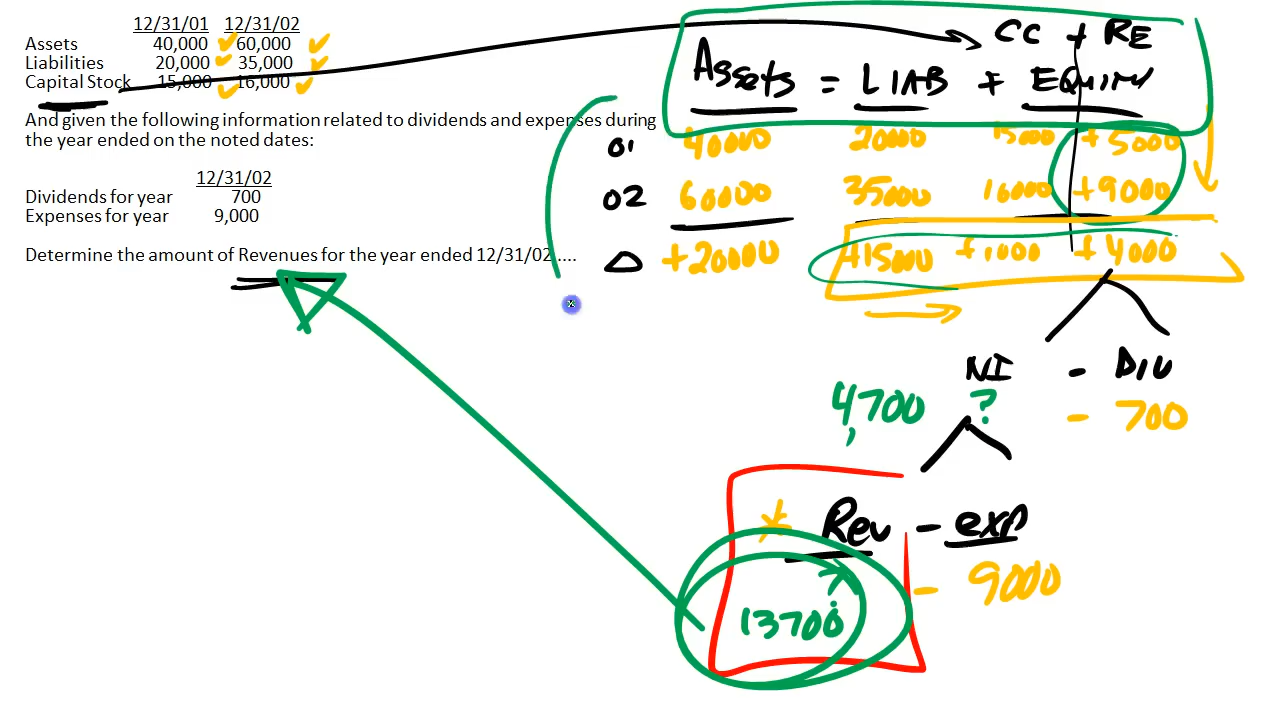 12/31/01 12/31/02
Assets 40,000 60,000
Liabilities 20,000 35,000
Capital Stock 15,000 16,000
And given the following information related to dividends and expenses during
the year ended on the noted dates:
12/31/02
Dividends for year 700
Expenses for year 9,000
Determine the amount of Revenues for the year ended 12/31/02....
CC + RE
Assets = LIAB + EQUITY
01 40000 20000 15000 +5000
02 60000 35000 16000 +9000
Δ +20000 +15000 +1000 +4000
NI - DIV
4,700 ? - 700
* Rev - exp
- 9000
13700